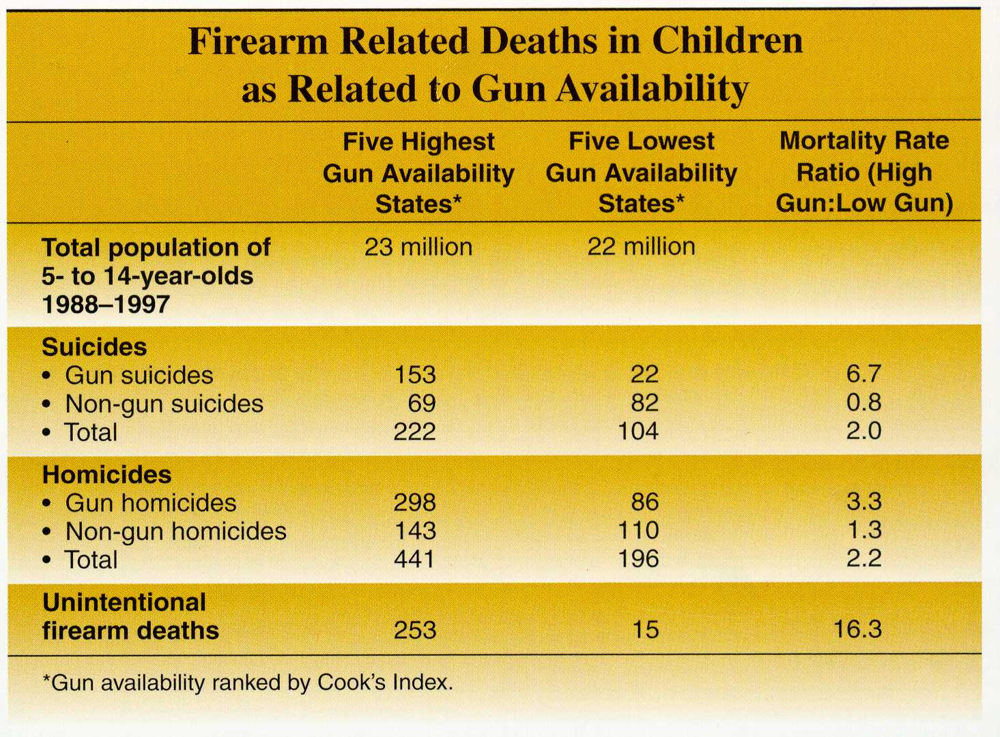 Firearm Related Deaths in Children
as Related to Gun Availability
Five Highest Five Lowest Mortality Rate
Gun Availability Gun Availability Ratio (High
States* States* Gun:Low Gun)
Total population of 23 million 22 million
5- to 14-year-olds
1988–1997
Suicides
• Gun suicides 153 22 6.7
• Non-gun suicides 69 82 0.8
• Total 222 104 2.0
Homicides
• Gun homicides 298 86 3.3
• Non-gun homicides 143 110 1.3
• Total 441 196 2.2
Unintentional
firearm deaths 253 15 16.3
*Gun availability ranked by Cook’s Index.